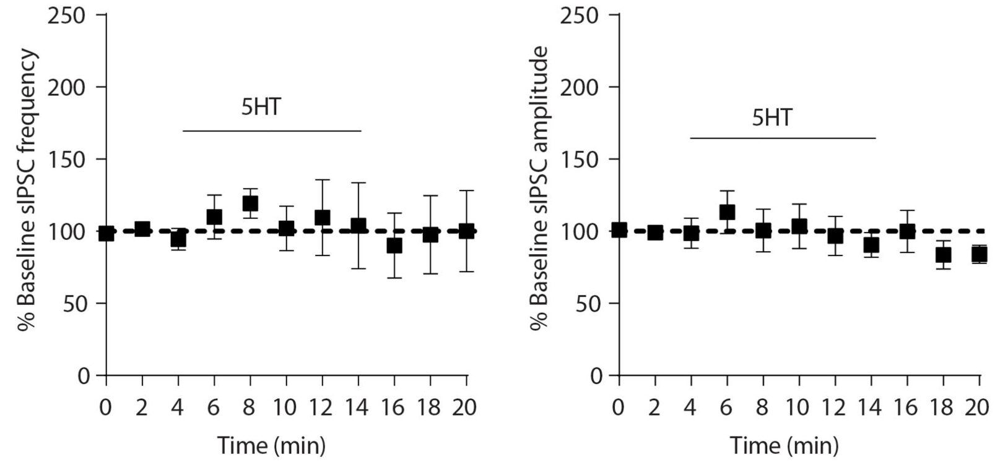 % Baseline sIPSC frequency
250
200
150
100
50
0
5HT
0 2 4 6 8 10 12 14 16 18 20
Time (min)
% Baseline sIPSC amplitude
250
200
150
100
50
0
5HT
0 2 4 6 8 10 12 14 16 18 20
Time (min)